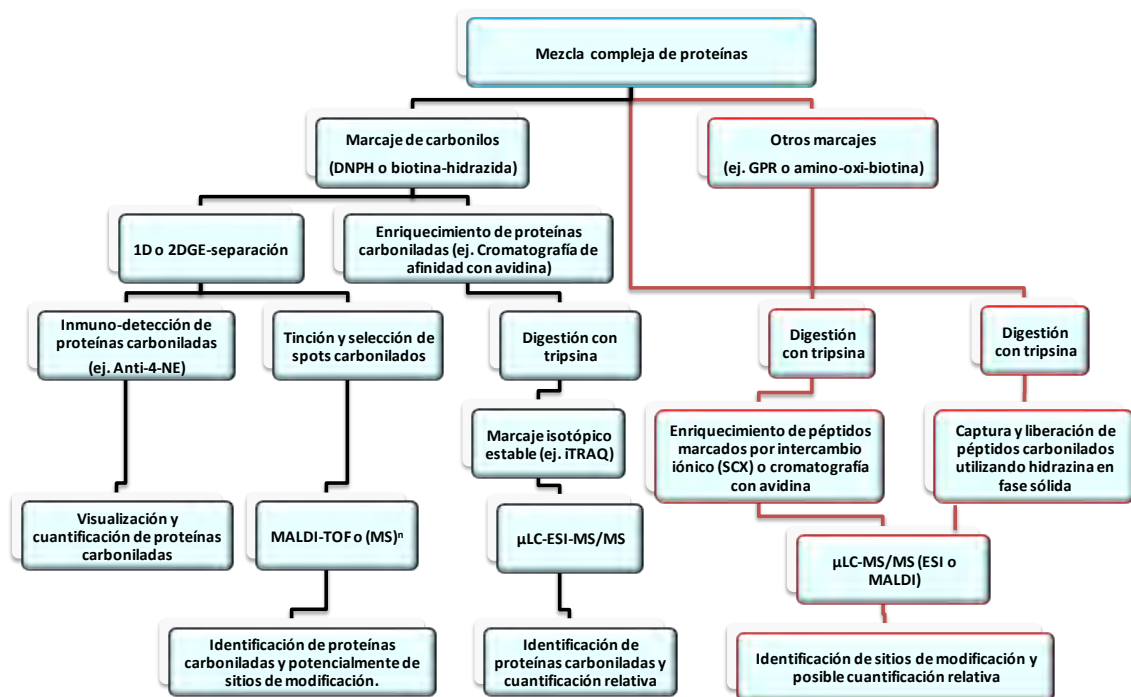 Mezcla compleja de proteínas
Marcaje de carbonilos
(DNPH o biotina-hidrazida)
Otros marcajes
(ej. GPR o amino-oxi-biotina)
1D o 2DGE-separación
Enriquecimiento de proteínas
carboniladas (ej. Cromatografía de
afinidad con avidina)
Inmuno-detección de
proteínas carboniladas
(ej. Anti-4-NE)
Tinción y selección de
spots carbonilados
Digestión con
tripsina
Digestión
con tripsina
Digestión
con tripsina
Marcaje isotópico
estable (ej. iTRAQ)
Enriquecimiento de péptidos
marcados por intercambio
iónico (SCX) o cromatografía
con avidina
Captura y liberación de
péptidos carbonilados
utilizando hidrazina en
fase sólida
Visualización y
cuantificación de proteínas
carboniladas
MALDI-TOF o (MS)ⁿ
µLC-ESI-MS/MS
µLC-MS/MS (ESI o
MALDI)
Identificación de proteínas
carboniladas y potencialmente de
sitios de modificación.
Identificación de
proteínas carboniladas y
cuantificación relativa
Identificación de sitios de modificación y
posible cuantificación relativa